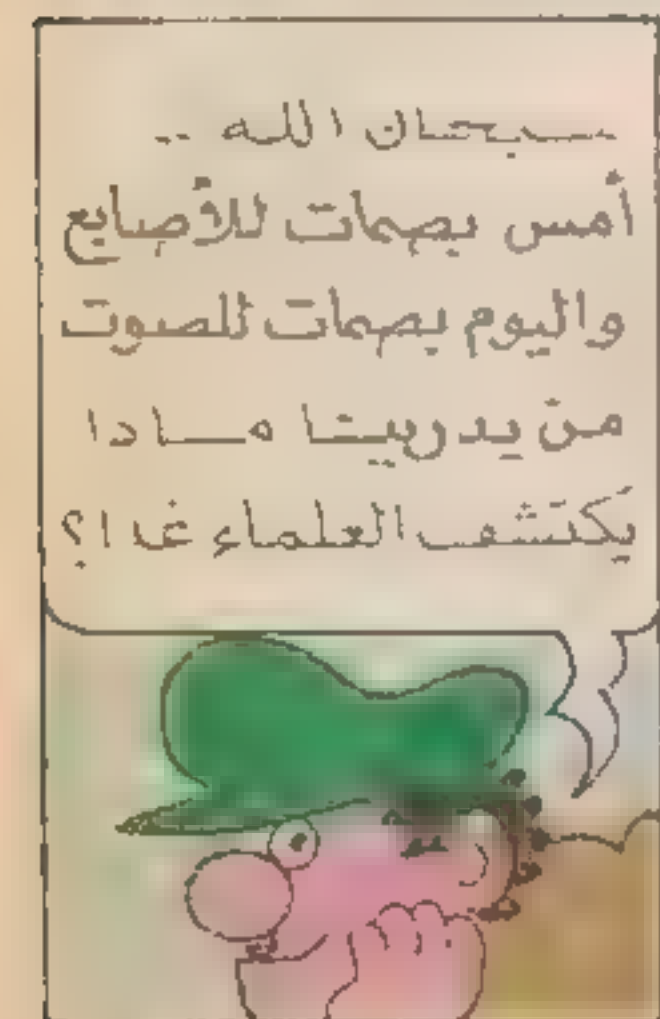 سبحان الله ..
أمس بصمات للأصابع
واليوم بصمات للصوت
من يدرينا ماذا
يكتشف العلماء غدا؟